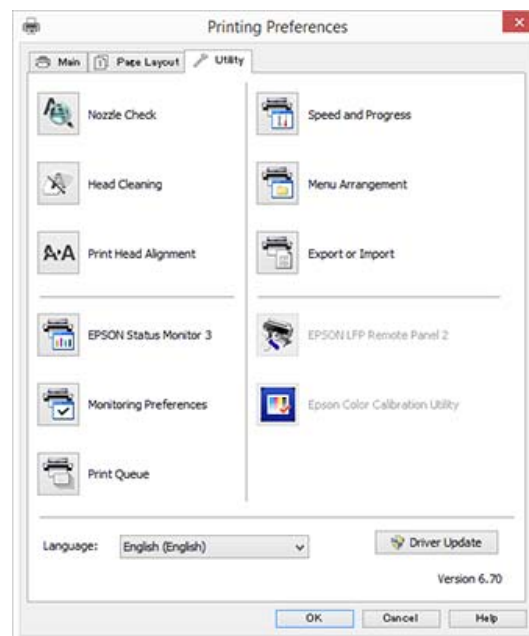 Printing Preferences
Main
Page Layout
Utility
Nozzle Check
Speed and Progress
Head Cleaning
Menu Arrangement
A·A Print Head Alignment
Export or Import
EPSON Status Monitor 3
EPSON LFP Remote Panel 2
Monitoring Preferences
Epson Color Calibration Utility
Print Queue
Language: English (English)
Driver Update
Version 6.70
OK
Cancel
Help